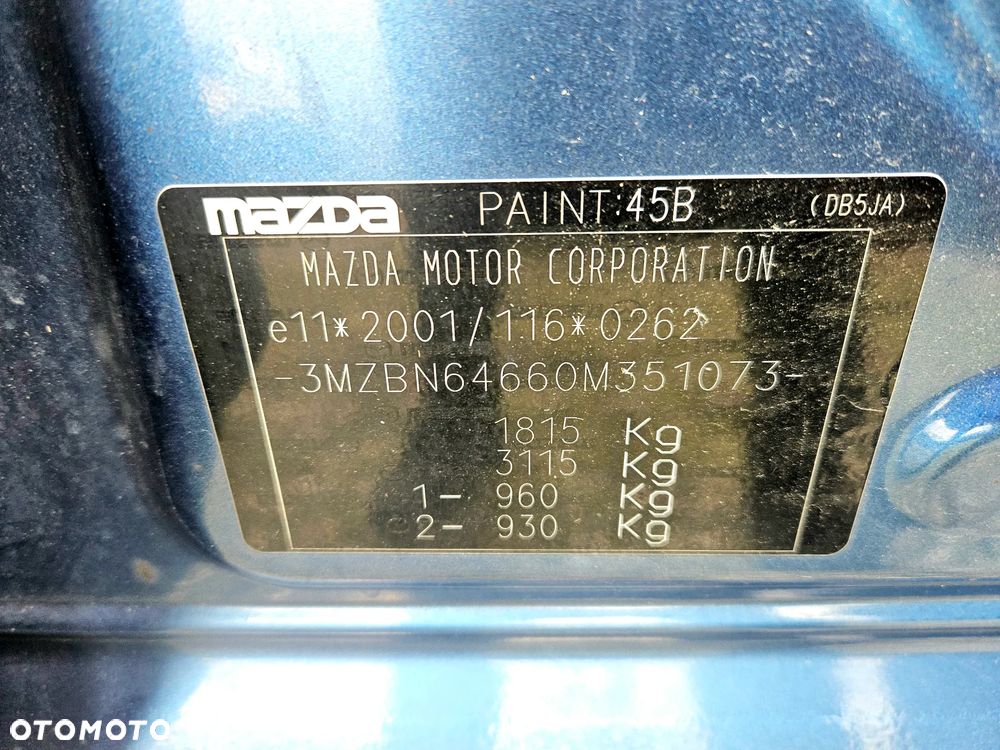 mazda PAINT:45B (DB5JA)
MAZDA MOTOR CORPORATION
e11*2001/116*0262
-3MZBN64660M351073-
1815 Kg
3115 Kg
1- 960 Kg
2- 930 Kg
OTOMOTO